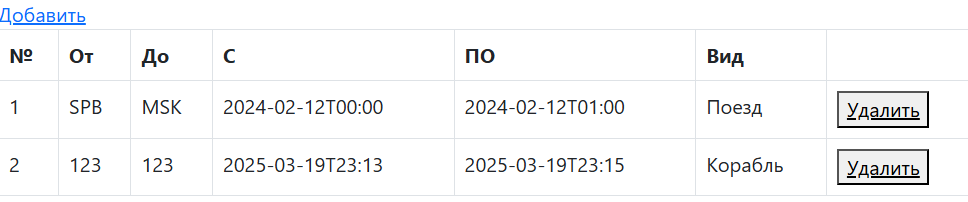 Добавить
№ От До С ПО Вид
1 SPB MSK 2024-02-12T00:00 2024-02-12T01:00 Поезд Удалить
2 123 123 2025-03-19T23:13 2025-03-19T23:15 Корабль Удалить